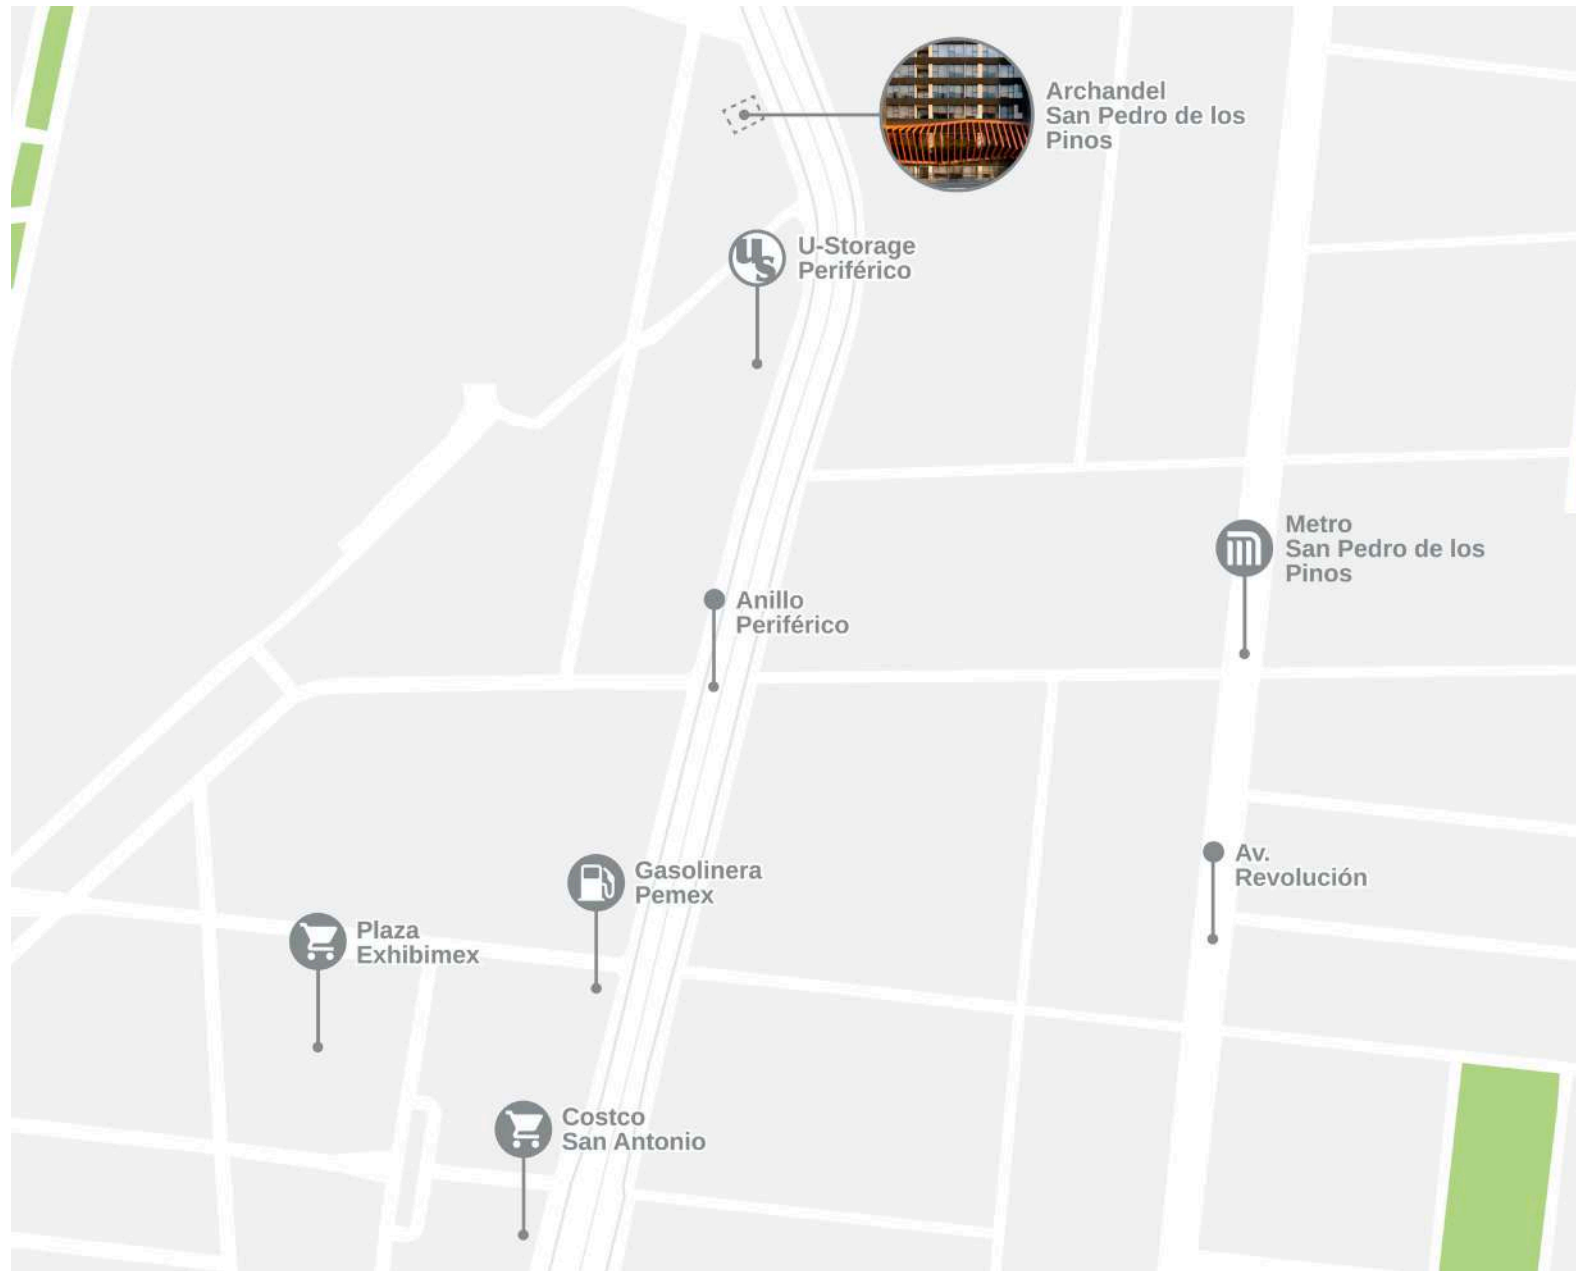 Archandel
San Pedro de los
Pinos
US
U-Storage
Periférico
Metro
San Pedro de los
Pinos
Anillo
Periférico
Av.
Revolución
Gasolinera
Pemex
Plaza
Exhibimex
Costco
San Antonio